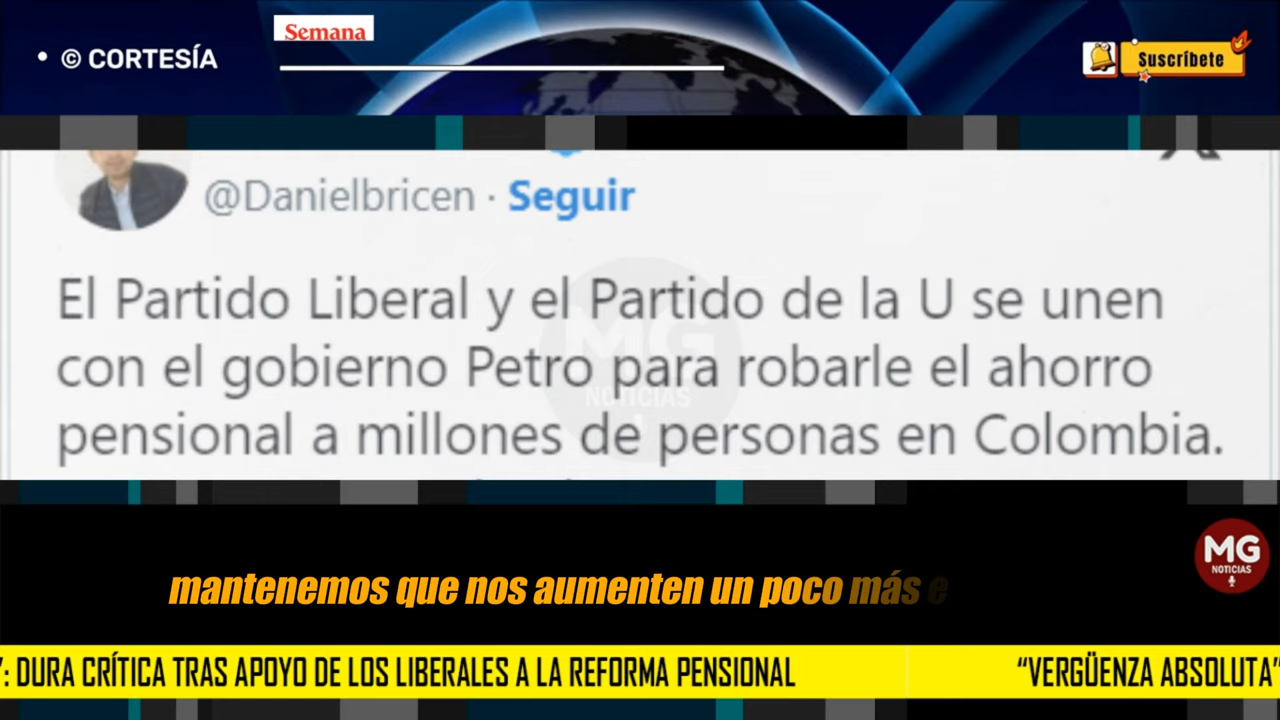 Semana
• © CORTESÍA
Suscríbete
@Danielbricen · Seguir
El Partido Liberal y el Partido de la U se unen
con el gobierno Petro para robarle el ahorro
pensional a millones de personas en Colombia.
MG
NOTICIAS
mantenemos que nos aumenten un poco más e
MG
NOTICIAS
”: DURA CRÍTICA TRAS APOYO DE LOS LIBERALES A LA REFORMA PENSIONAL “VERGÜENZA ABSOLUTA”